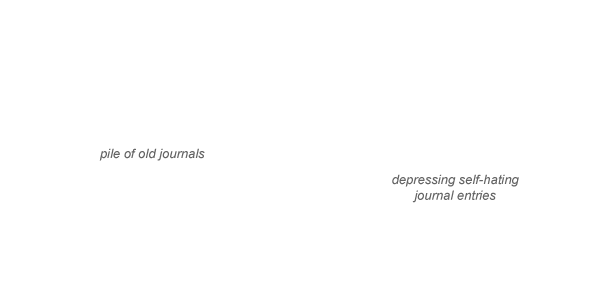 pile of old journals
depressing self-hating
journal entries